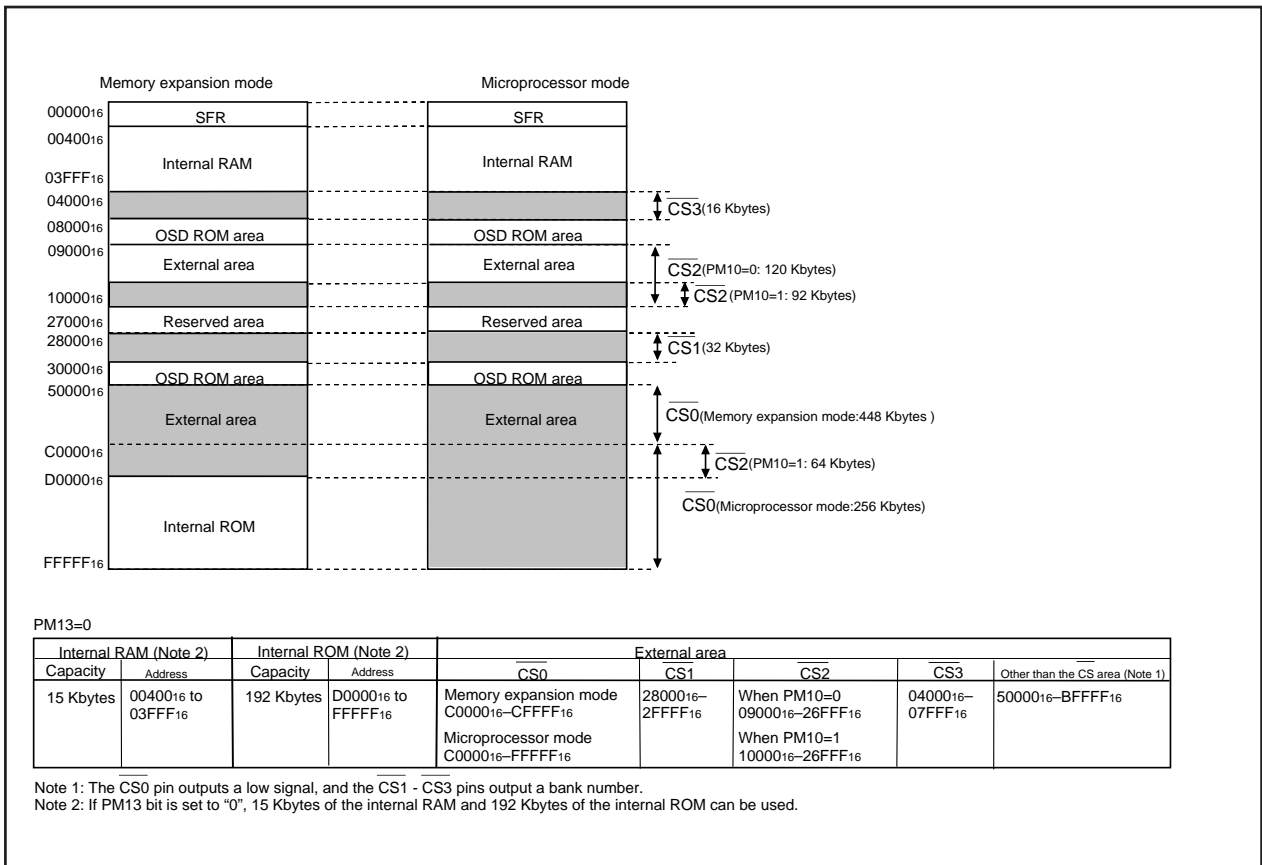 Memory expansion mode
Microprocessor mode
0000016
SFR
SFR
0040016
Internal RAM
Internal RAM
03FFF16
0400016
CS3(16 Kbytes)
0800016
OSD ROM area
OSD ROM area
0900016
External area
External area
CS2(PM10=0: 120 Kbytes)
CS2(PM10=1: 92 Kbytes)
1000016
Reserved area
Reserved area
2700016
2800016
CS1(32 Kbytes)
3000016
OSD ROM area
OSD ROM area
5000016
External area
External area
CS0(Memory expansion mode:448 Kbytes )
C000016
CS2(PM10=1: 64 Kbytes)
D000016
CS0(Microprocessor mode:256 Kbytes)
Internal ROM
FFFFF16
PM13=0
Internal RAM (Note 2) Internal ROM (Note 2) External area
Capacity Address Capacity Address CS0 CS1 CS2 CS3 Other than the CS area (Note 1)
15 Kbytes 0040016 to 192 Kbytes D000016 to Memory expansion mode 2800016– When PM10=0 0400016– 5000016–BFFFF16
03FFF16 FFFFF16 C000016–CFFFF16 2FFFF16 0900016–26FFF16 07FFF16
Microprocessor mode When PM10=1
C000016–FFFFF16 1000016–26FFF16
Note 1: The CS0 pin outputs a low signal, and the CS1 - CS3 pins output a bank number.
Note 2: If PM13 bit is set to “0”, 15 Kbytes of the internal RAM and 192 Kbytes of the internal ROM can be used.